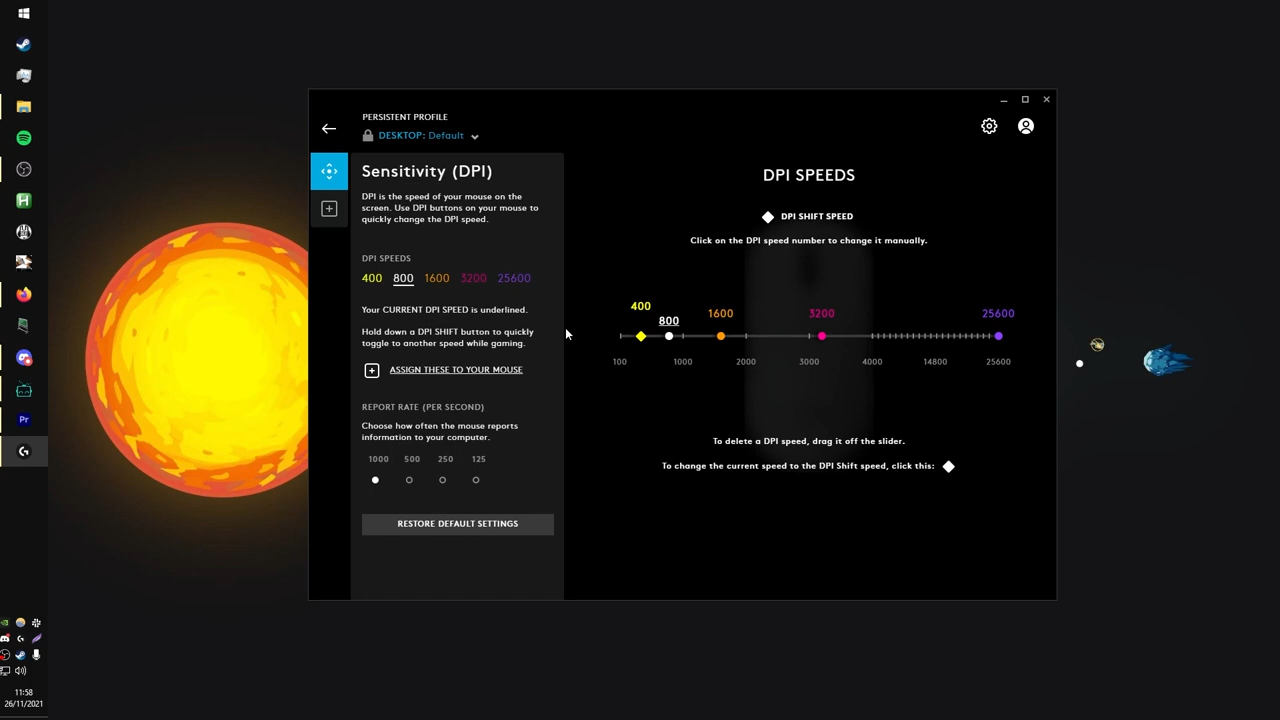 PERSISTENT PROFILE
DESKTOP: Default
Sensitivity (DPI)
DPI is the speed of your mouse on the
screen. Use DPI buttons on your mouse to
quickly change the DPI speed.
DPI SPEEDS
400 800 1600 3200 25600
Your CURRENT DPI SPEED is underlined.
Hold down a DPI SHIFT button to quickly
toggle to another speed while gaming.
ASSIGN THESE TO YOUR MOUSE
REPORT RATE (PER SECOND)
Choose how often the mouse reports
information to your computer.
1000 500 250 125
RESTORE DEFAULT SETTINGS
DPI SPEEDS
DPI SHIFT SPEED
Click on the DPI speed number to change it manually.
400 800 1600 3200 25600
100 1000 2000 3000 4000 14800 25600
To delete a DPI speed, drag it off the slider.
To change the current speed to the DPI Shift speed, click this:
Pr
11:58
26/11/2021